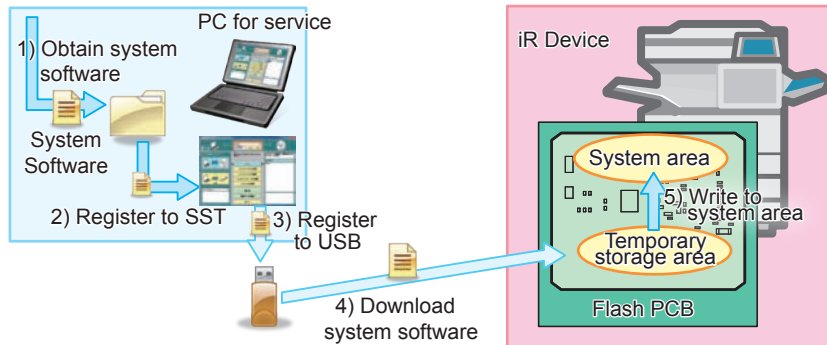 PC for service
1) Obtain system
software
System
Software
2) Register to SST
3) Register
to USB
4) Download
system software
iR Device
System area
5) Write to
system area
Temporary
storage area
Flash PCB